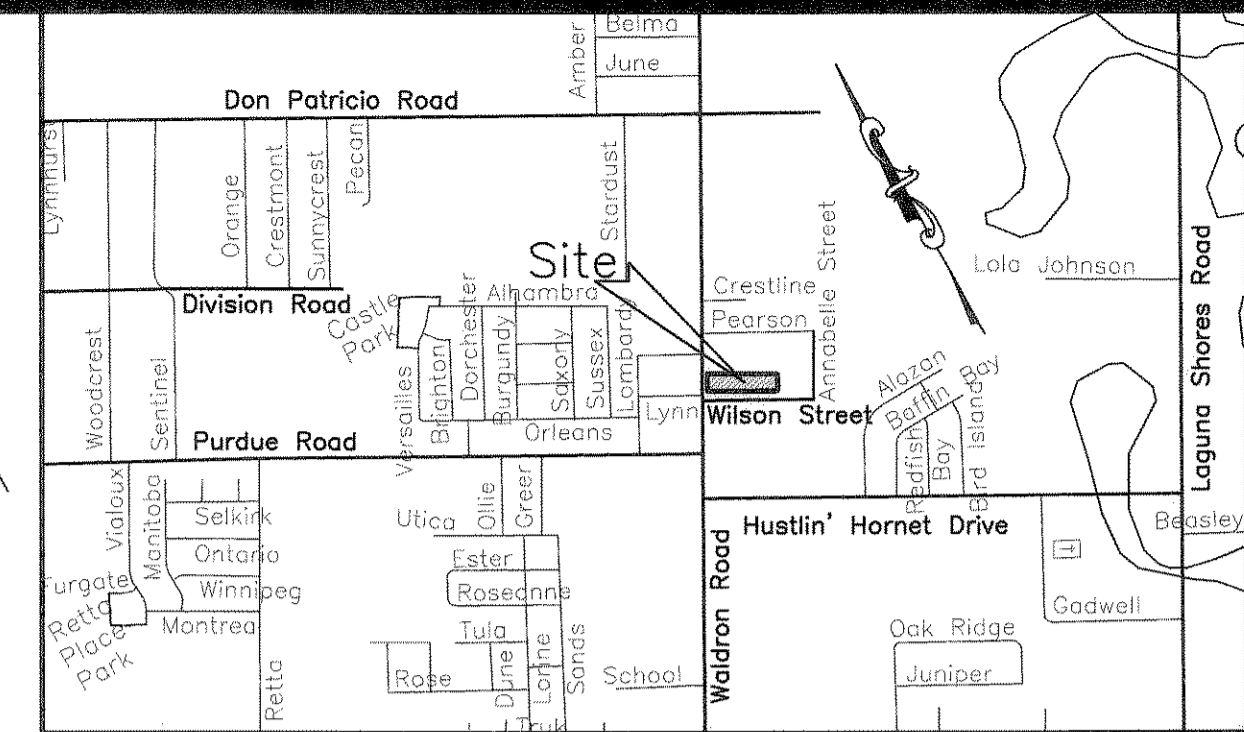 Belma
June
Amber
Don Patricio Road
Lynnhurst
Orange
Crestmont
Sunnycrest
Pecan
Stardust
Annabelle Street
Laguna Shores Road
Site
Lola Johnson
Division Road
Castle
Park
Alhambra
Crestline
Pearson
Woodcrest
Sentinel
Versailles
Brighton
Dorchester
Burgundy
Saxony
Sussex
Lombardy
Lynn
Wilson Street
Alazan
Baffin Bay
Redfish
Bay
Bird Island
Orleans
Purdue Road
Vialoux
Manitoba
Selkirk
Ontario
Winnipeg
Montrea
Furgate
Retta
Place
Park
Retta
Utica
Ollie
Greer
Ester
Roseanne
Tula
Rose
Dune
Lorine
Sands
School
Truk
Waldron Road
Hustlin' Hornet Drive
Beasley
Gadwell
Oak Ridge
Juniper